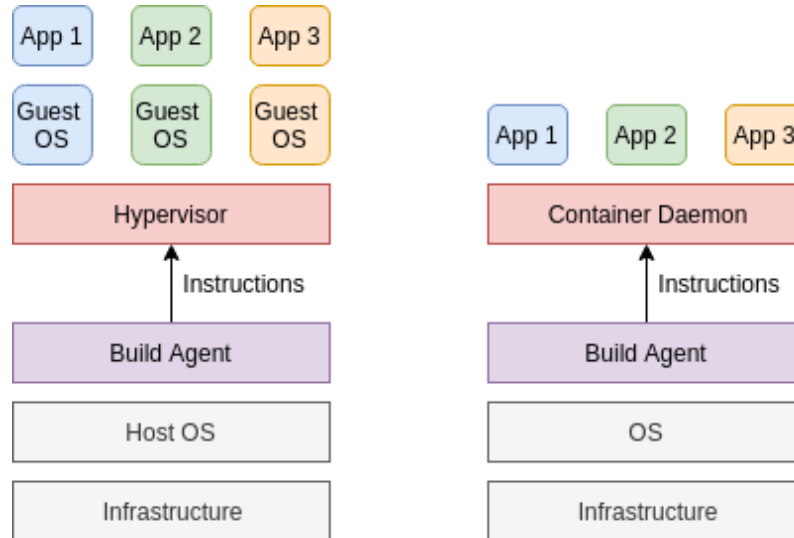 App 1
App 2
App 3
Guest
OS
Guest
OS
Guest
OS
Hypervisor
Instructions
Build Agent
Host OS
Infrastructure
App 1
App 2
App 3
Container Daemon
Instructions
Build Agent
OS
Infrastructure